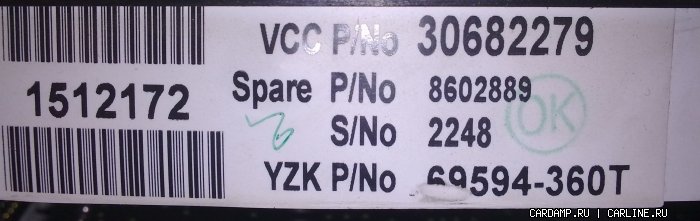 VCC P/No 30682279
1512172
Spare P/No 8602889
OK
S/No 2248
YZK P/No 69594-360T
CARDAMP.RU | CARLINE.RU